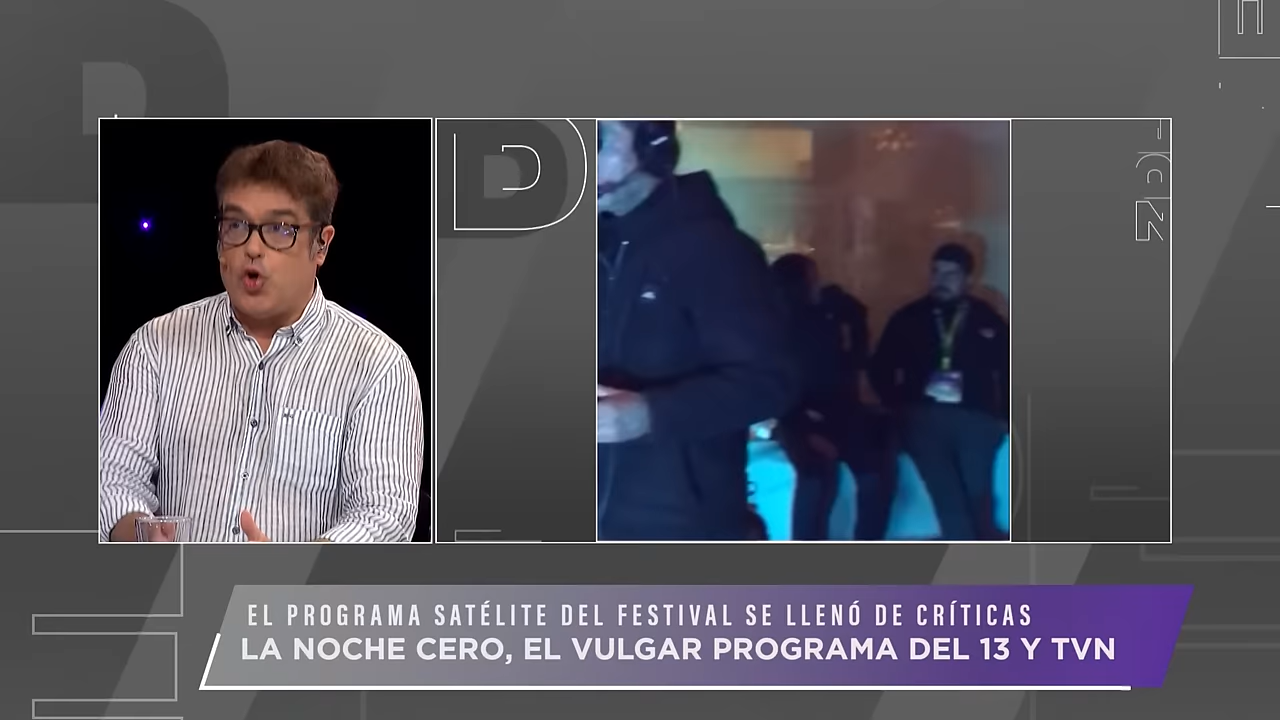 EL PROGRAMA SATÉLITE DEL FESTIVAL SE LLENÓ DE CRÍTICAS
LA NOCHE CERO, EL VULGAR PROGRAMA DEL 13 Y TVN